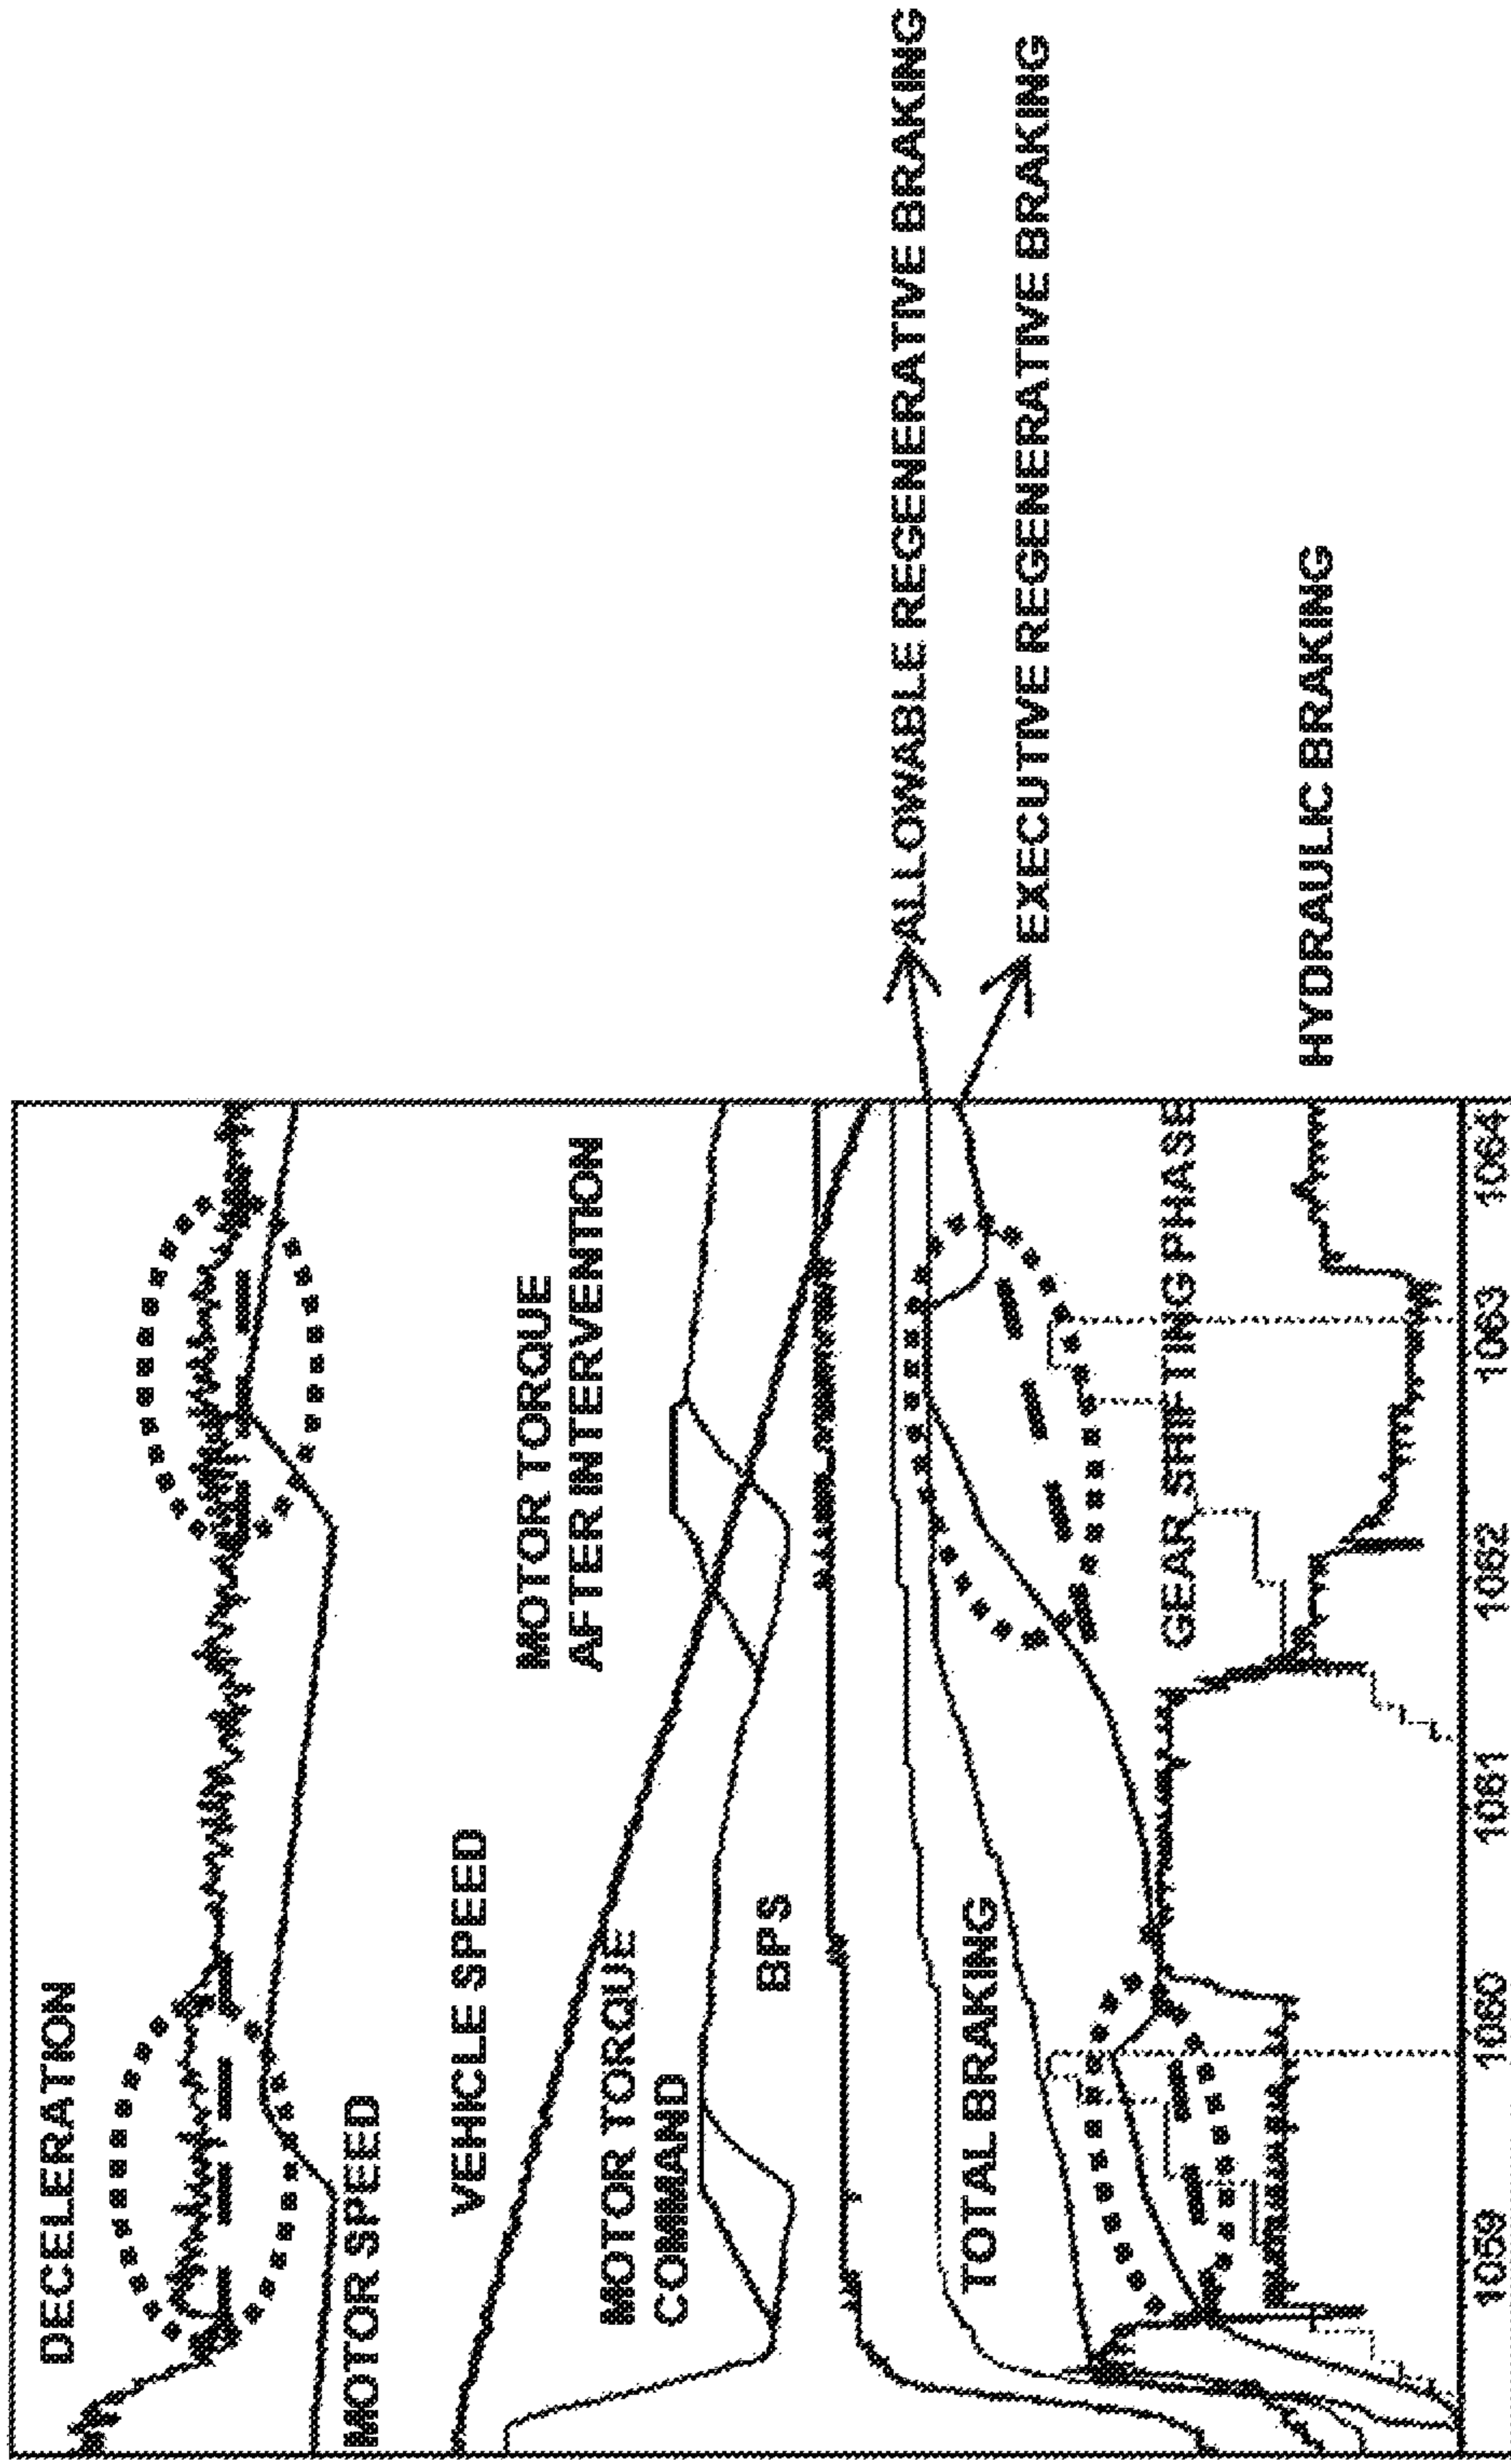 DECELERATION
MOTOR SPEED
VEHICLE SPEED
MOTOR TORQUE
AFTER INTERVENTION
MOTOR TORQUE
COMMAND
BPS
ALLOWABLE REGENERATIVE BRAKING
TOTAL BRAKING
EXECUTIVE REGENERATIVE BRAKING
GEAR SHIFTING PHASE
HYDRAULIC BRAKING
1059 1060 1061 1062 1063 1064